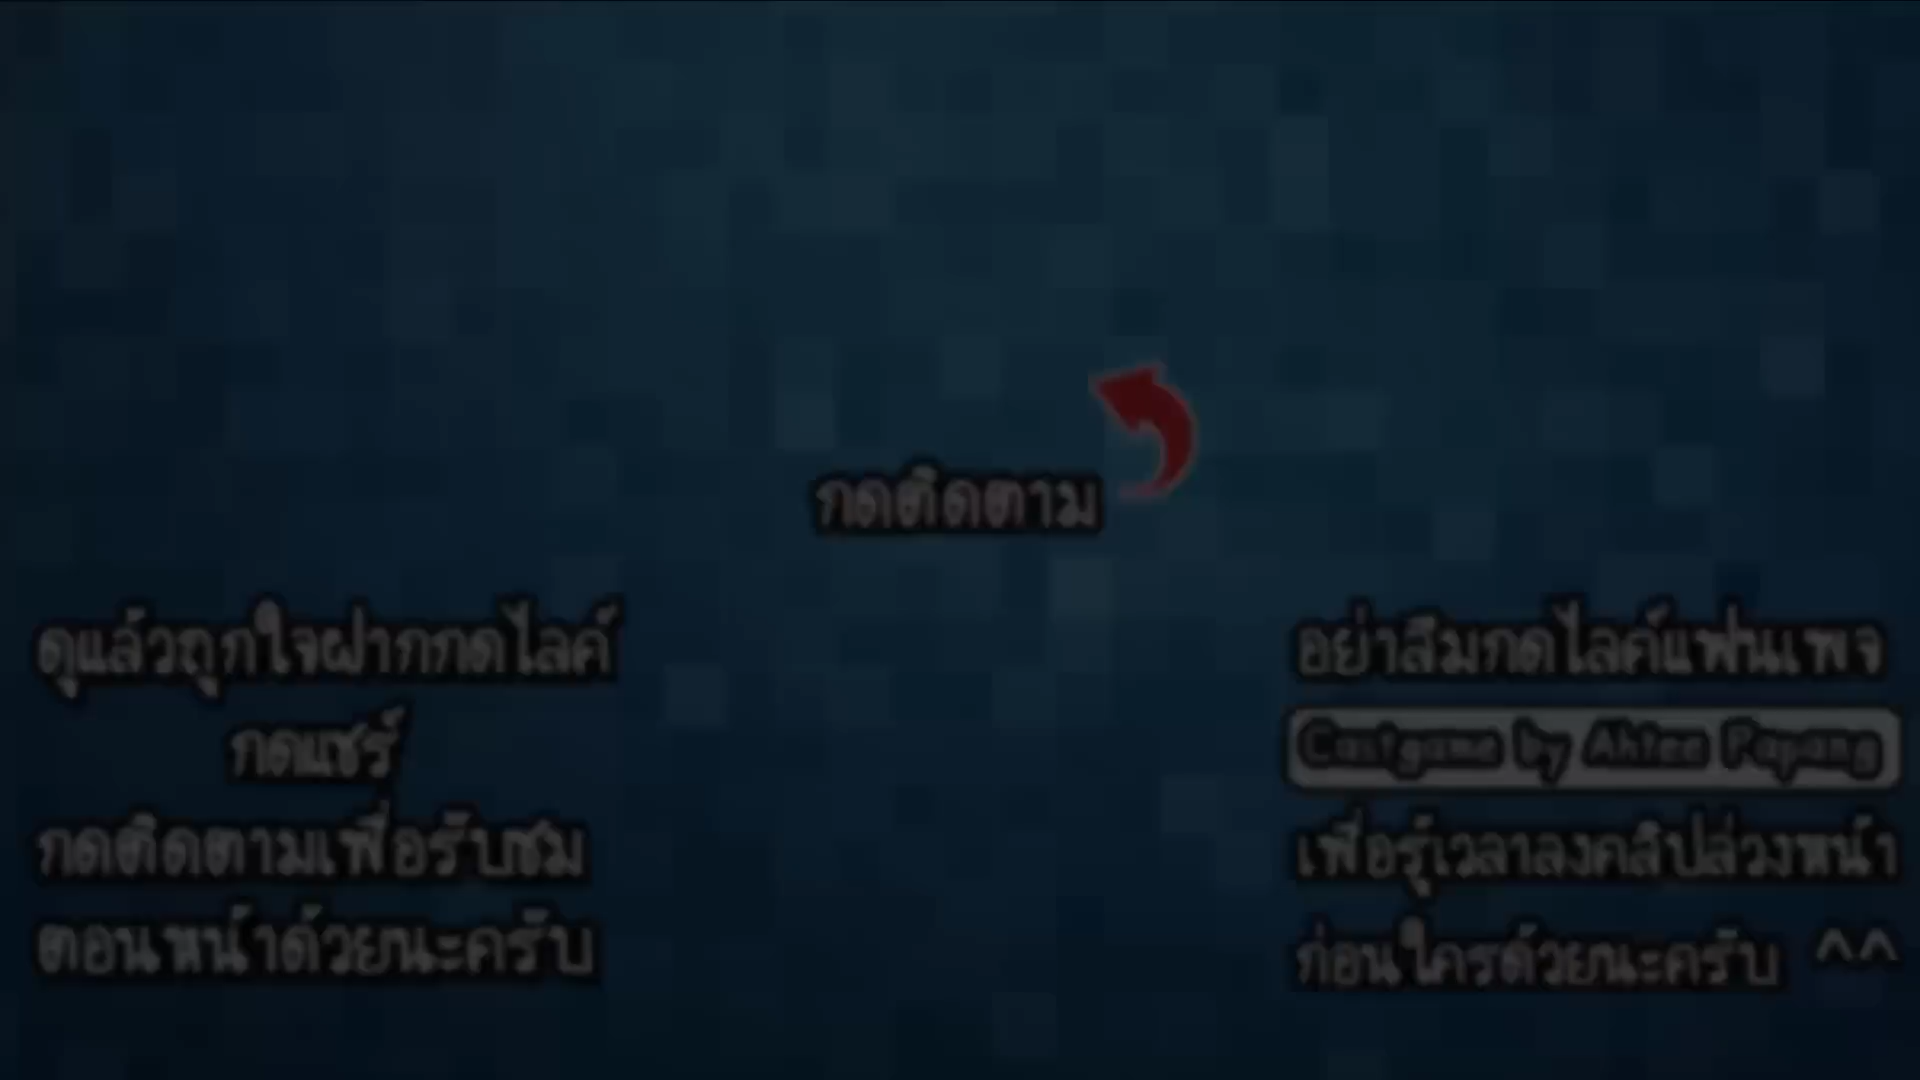 กดติดตาม
ดูแล้วถูกใจฝากกดไลค์
กดแชร์
กดติดตามเพื่อรับชม
ตอนหน้าด้วยนะครับ
อย่าลืมกดไลค์แฟนเพจ
Castgame by Ahtee Papang
เพื่อรู้เวลาลงคลิปล่วงหน้า
ก่อนใครด้วยนะครับ ^^